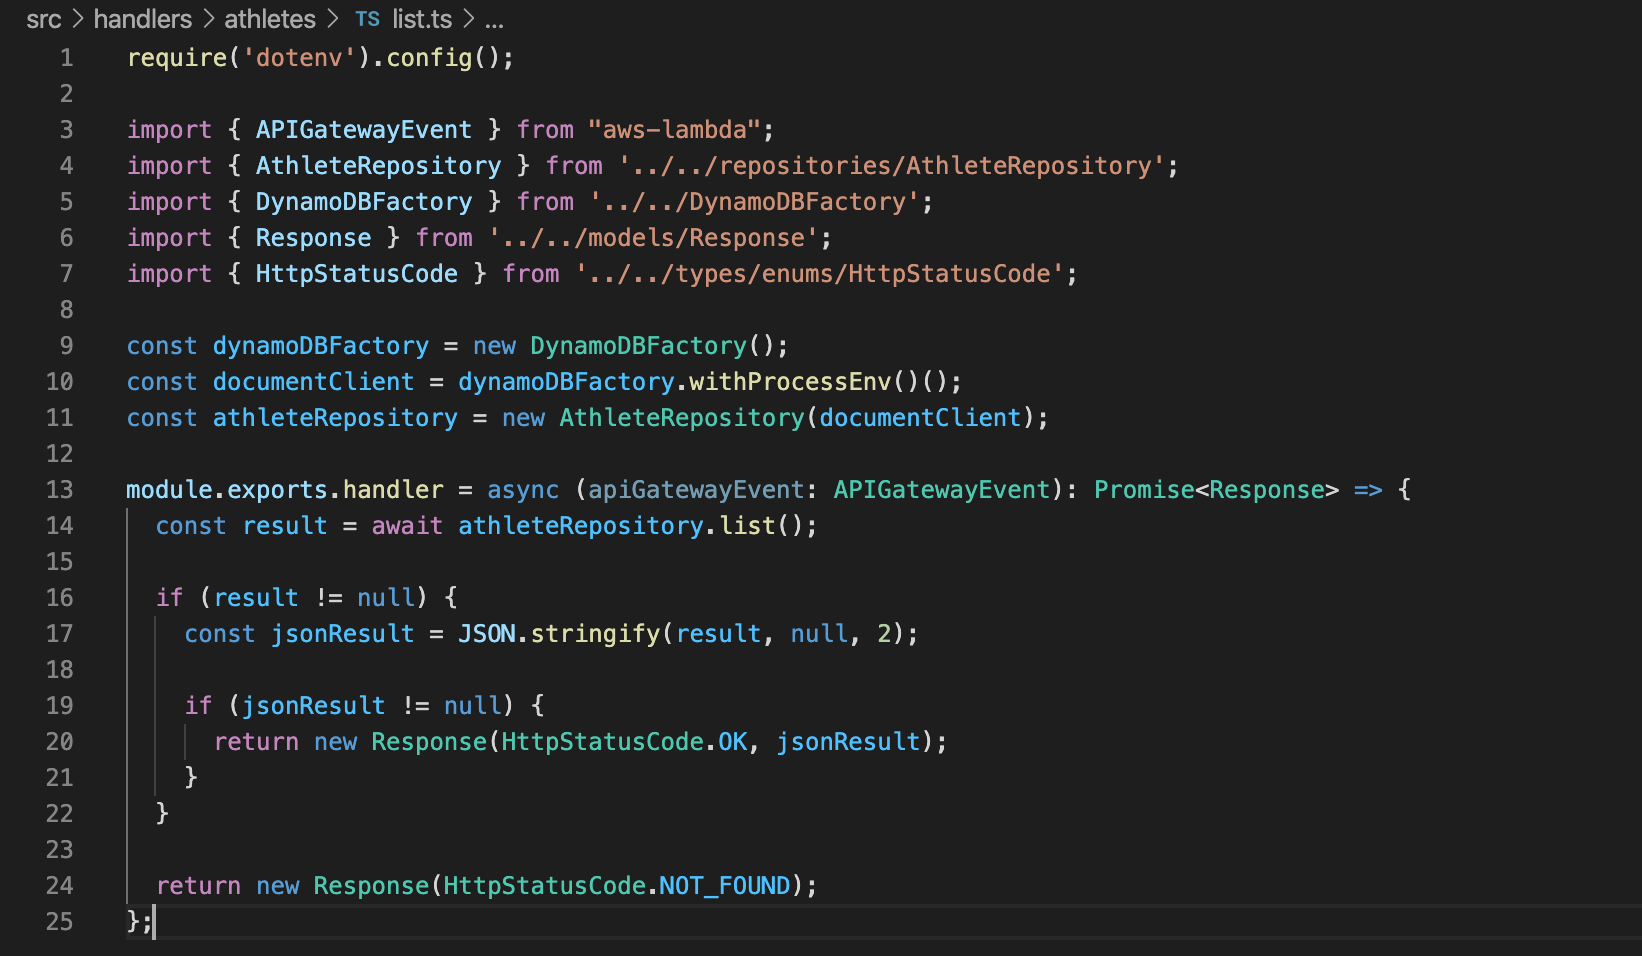 src > handlers > athletes > TS list.ts > ...
1 require('dotenv').config();
2
3 import { APIGatewayEvent } from "aws-lambda";
4 import { AthleteRepository } from '../../repositories/AthleteRepository';
5 import { DynamoDBFactory } from '../../DynamoDBFactory';
6 import { Response } from '../../models/Response';
7 import { HttpStatusCode } from '../../types/enums/HttpStatusCode';
8
9 const dynamoDBFactory = new DynamoDBFactory();
10 const documentClient = dynamoDBFactory.withProcessEnv()();
11 const athleteRepository = new AthleteRepository(documentClient);
12
13 module.exports.handler = async (apiGatewayEvent: APIGatewayEvent): Promise<Response> => {
14   const result = await athleteRepository.list();
15
16   if (result != null) {
17     const jsonResult = JSON.stringify(result, null, 2);
18
19     if (jsonResult != null) {
20       return new Response(HttpStatusCode.OK, jsonResult);
21     }
22   }
23
24   return new Response(HttpStatusCode.NOT_FOUND);
25 };